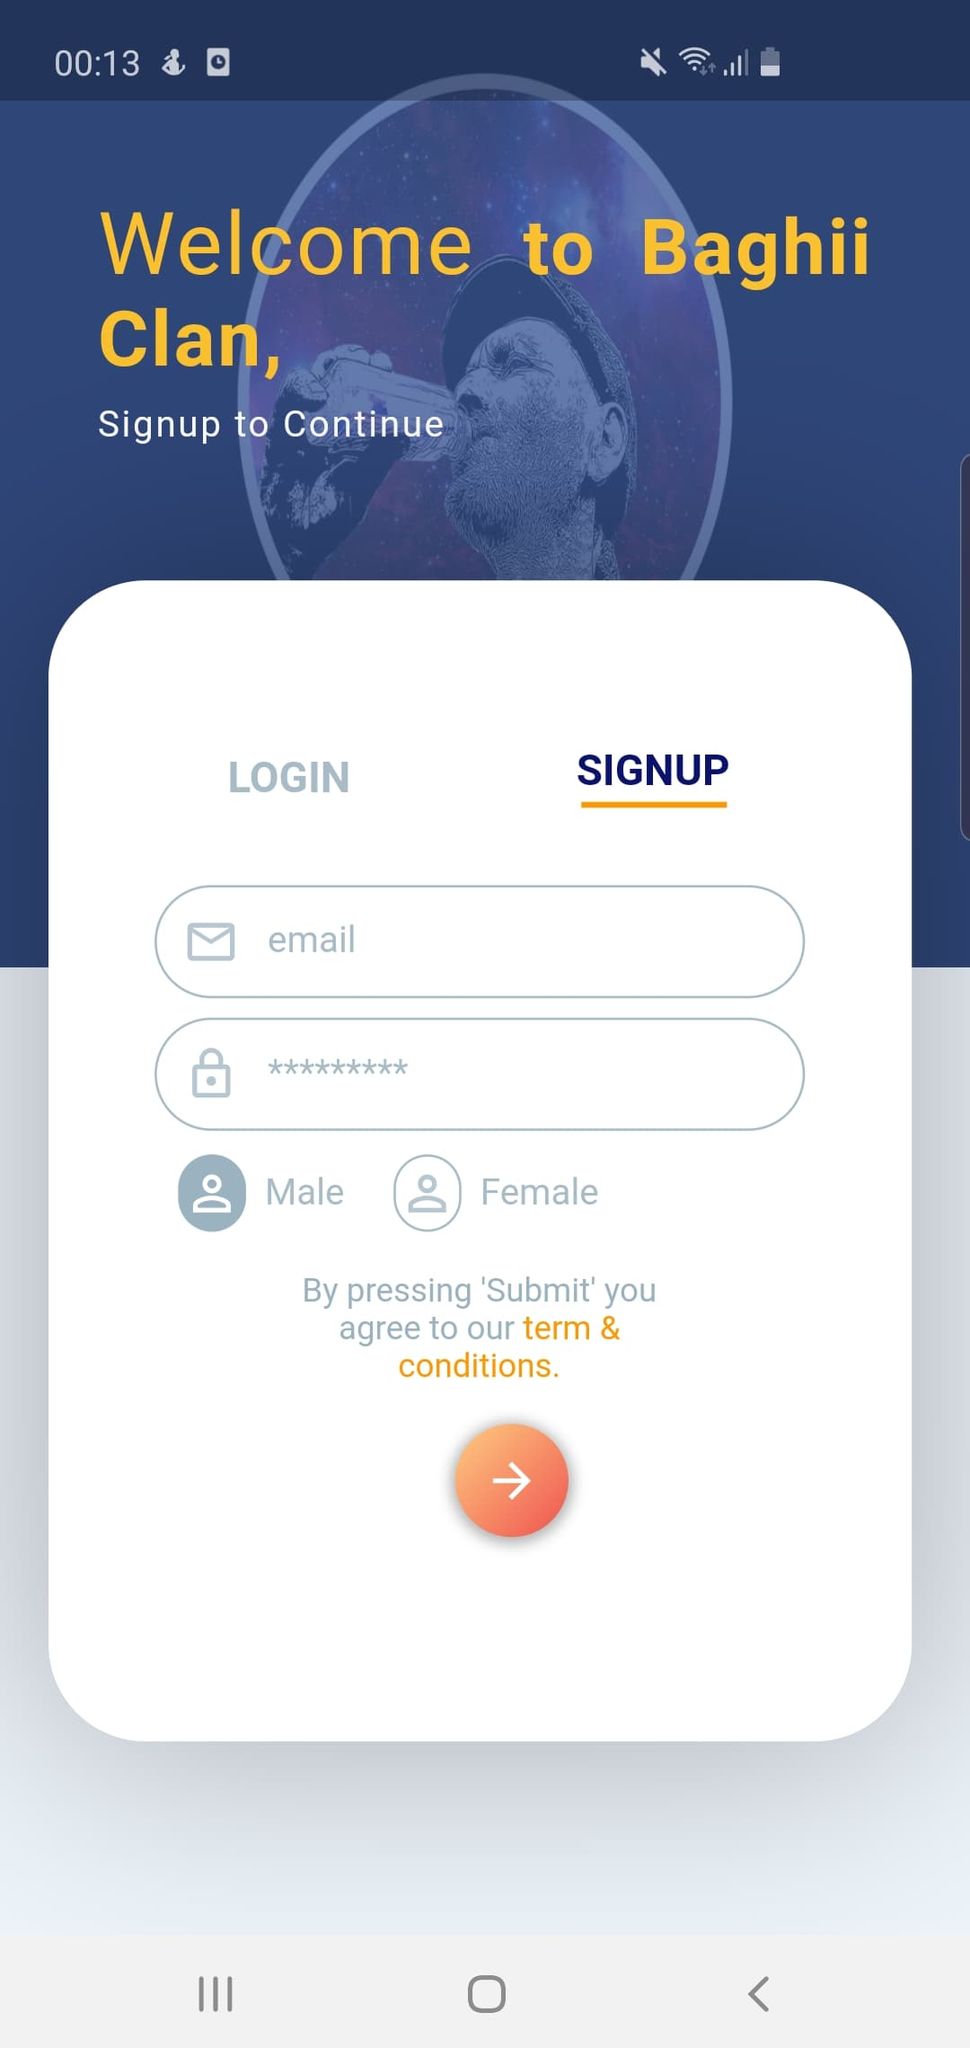 00:13
Welcome to Baghii
Clan,
Signup to Continue
LOGIN SIGNUP
email
*********
Male Female
By pressing 'Submit' you
agree to our term &
conditions.